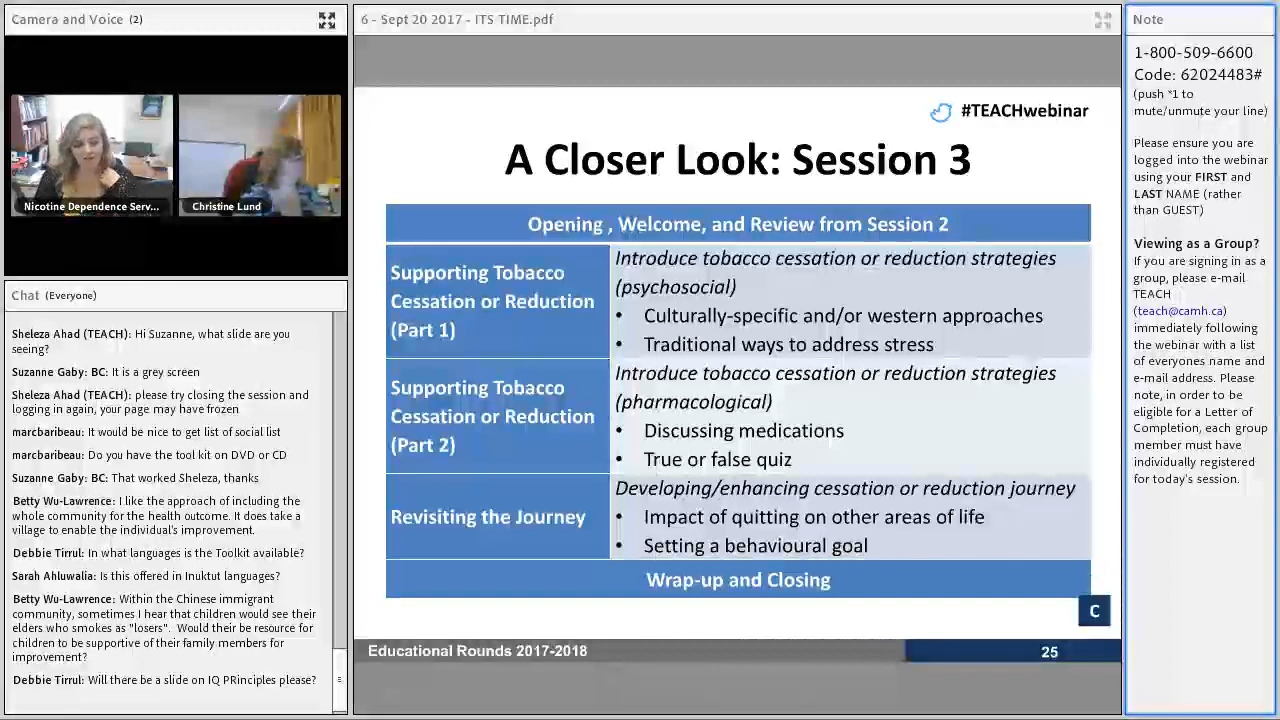 Camera and Voice (2)
Nicotine Dependence Serv...
Christine Lund
Chat (Everyone)
Sheleza Ahad (TEACH): Hi Suzanne, what slide are you
seeing?
Suzanne Gaby: BC: It is a grey screen
Sheleza Ahad (TEACH): please try closing the session and
logging in again, your page may have frozen
marcbaribeau: It would be nice to get list of social list
marcbaribeau: Do you have the tool kit on DVD or CD
Suzanne Gaby: BC: That worked Sheleza, thanks
Betty Wu-Lawrence: I like the approach of including the
whole community for the health outcome. It does take a
village to enable the individual's improvement.
Debbie Tirrul: In what languages is the Toolkit available?
Sarah Ahluwalia: Is this offered in Inuktut languages?
Betty Wu-Lawrence: Within the Chinese immigrant
community, sometimes I hear that children would see their
elders who smokes as "losers". Would their be resource for
children to be supportive of their family members for
improvement?
Debbie Tirrul: Will there be a slide on IQ PRinciples please?
6 - Sept 20 2017 - ITS TIME.pdf
#TEACHwebinar
A Closer Look: Session 3
Opening , Welcome, and Review from Session 2
Supporting Tobacco
Cessation or Reduction
(Part 1)
Introduce tobacco cessation or reduction strategies
(psychosocial)
• Culturally-specific and/or western approaches
• Traditional ways to address stress
Supporting Tobacco
Cessation or Reduction
(Part 2)
Introduce tobacco cessation or reduction strategies
(pharmacological)
• Discussing medications
• True or false quiz
Revisiting the Journey
Developing/enhancing cessation or reduction journey
• Impact of quitting on other areas of life
• Setting a behavioural goal
Wrap-up and Closing
C
Educational Rounds 2017-2018
25
Note
1-800-509-6600
Code: 62024483#
(push *1 to
mute/unmute your line)
Please ensure you are
logged into the webinar
using your FIRST and
LAST NAME (rather
than GUEST)
Viewing as a Group?
If you are signing in as a
group, please e-mail
TEACH
(teach@camh.ca)
immediately following
the webinar with a list
of everyones name and
e-mail address. Please
note, in order to be
eligible for a Letter of
Completion, each group
member must have
individually registered
for today's session.